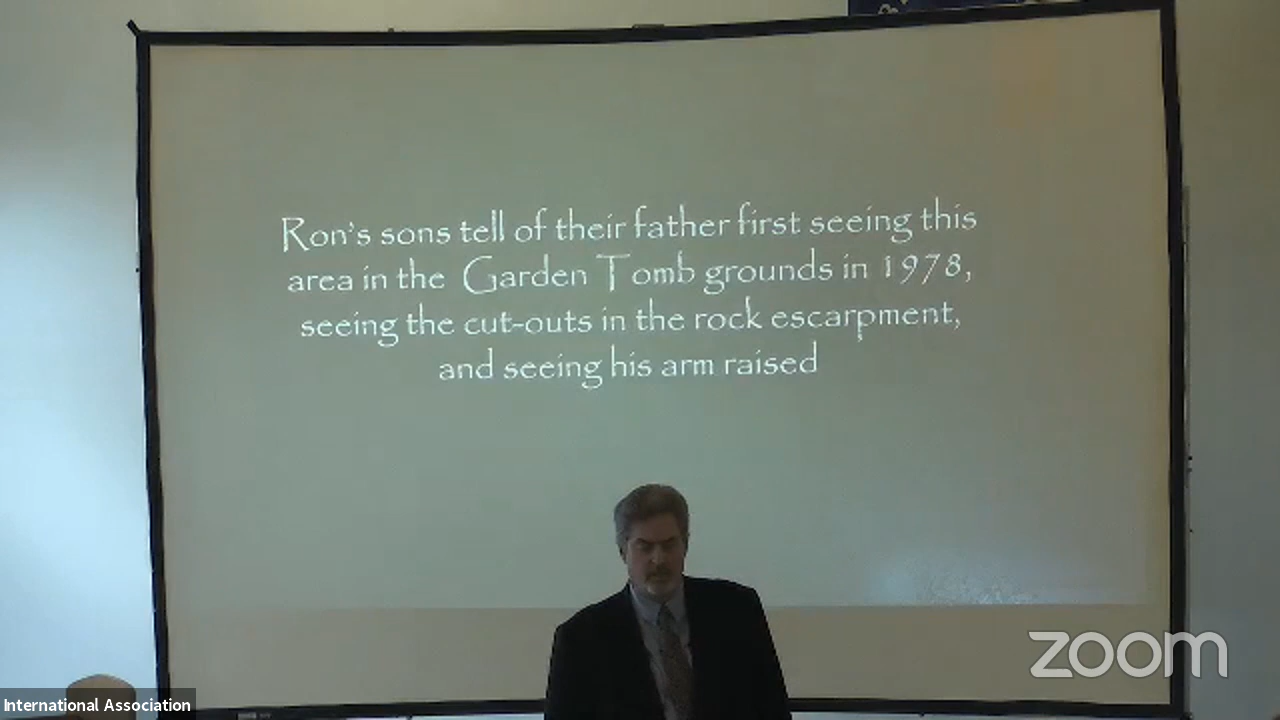 Ron's sons tell of their father first seeing this
area in the Garden Tomb grounds in 1978,
seeing the cut-outs in the rock escarpment,
and seeing his arm raised
zoom
International Association